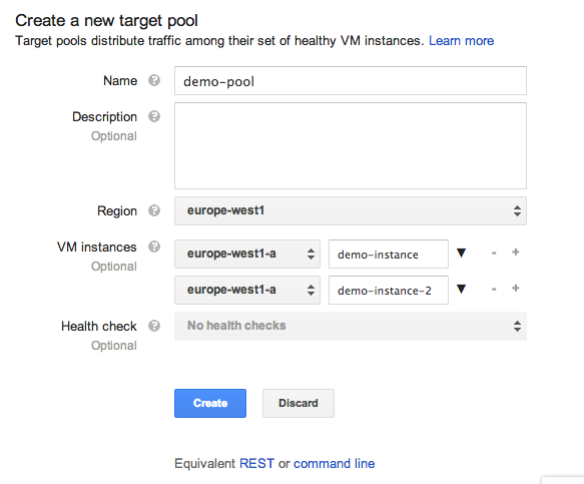 Create a new target pool
Target pools distribute traffic among their set of healthy VM instances. Learn more
Name ? demo-pool
Description ?
Optional
Region ? europe-west1
VM instances ? europe-west1-a demo-instance ▼ - +
Optional
europe-west1-a demo-instance-2 ▼ - +
Health check ? No health checks
Optional
Create Discard
Equivalent REST or command line